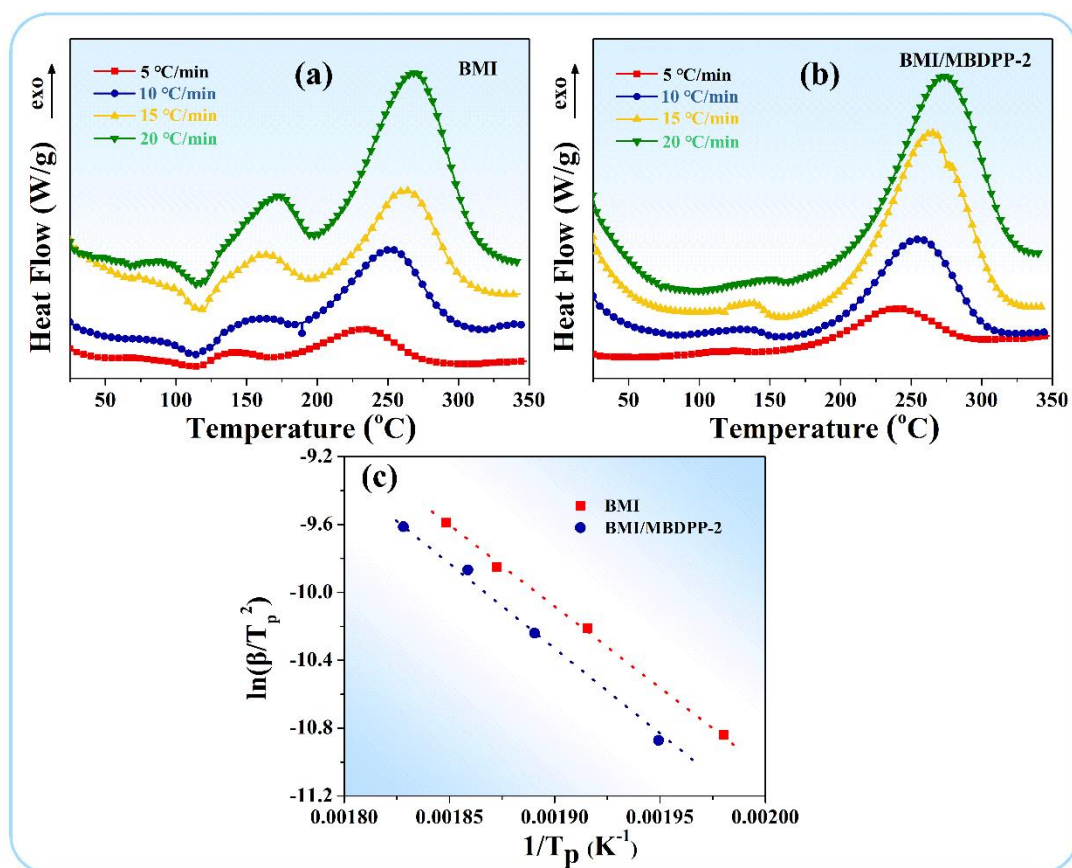 (a)
BMI
exo
5 °C/min
10 °C/min
15 °C/min
20 °C/min
Heat Flow (W/g)
50 100 150 200 250 300 350
Temperature (°C)
(b)
BMI/MBDPP-2
exo
5 °C/min
10 °C/min
15 °C/min
20 °C/min
Heat Flow (W/g)
50 100 150 200 250 300 350
Temperature (°C)
(c)
BMI
BMI/MBDPP-2
-9.2
-9.6
-10.0
-10.4
-10.8
-11.2
ln(β/Tp²)
0.00180 0.00185 0.00190 0.00195 0.00200
1/Tp (K⁻¹)